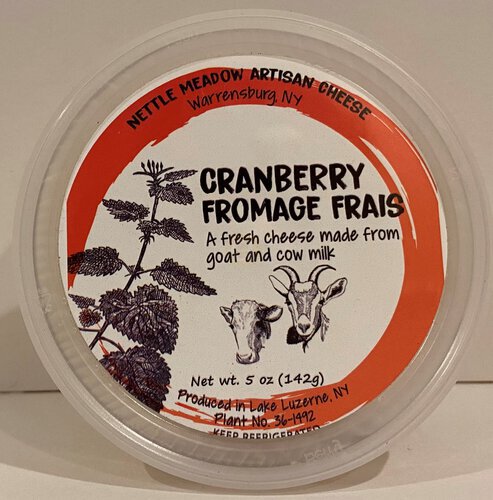 NETTLE MEADOW ARTISAN CHEESE
Warrensburg, NY
CRANBERRY
FROMAGE FRAIS
A fresh cheese made from
goat and cow milk
Net wt. 5 oz (142g)
Produced in Lake Luzerne, NY
Plant No. 36-1492
KEEP REFRIGERATED